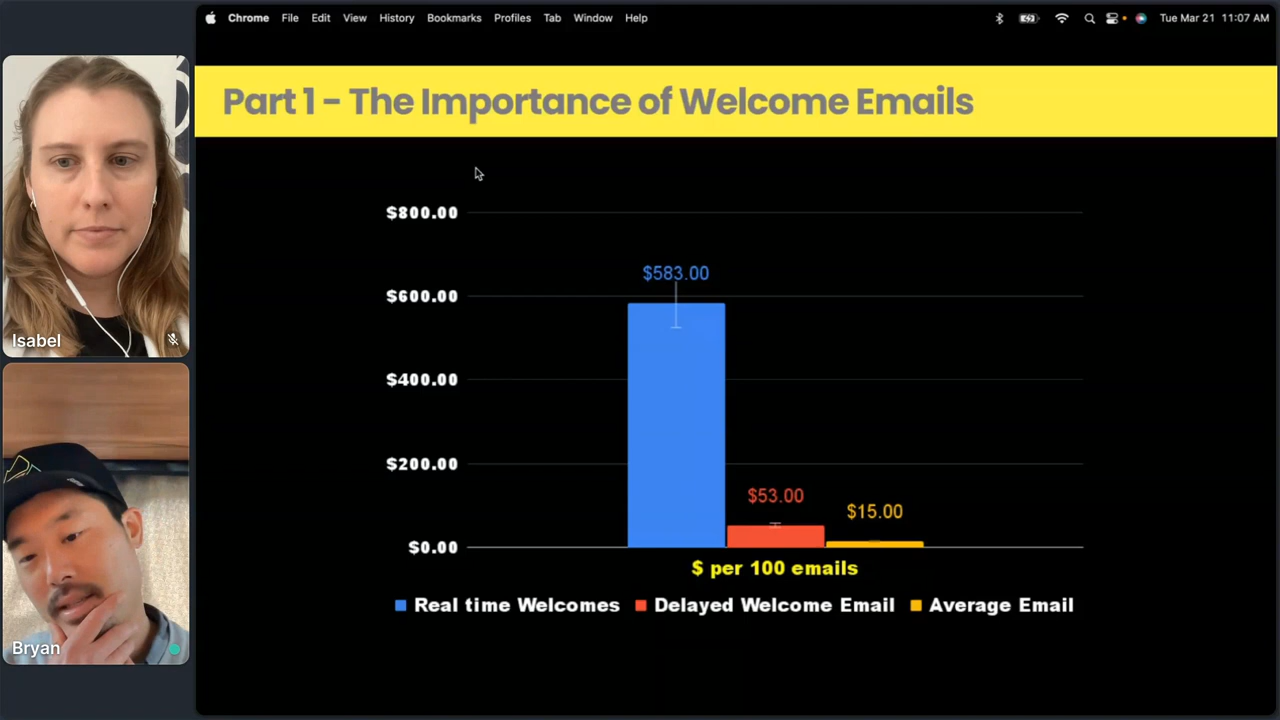 Chrome File Edit View History Bookmarks Profiles Tab Window Help Tue Mar 21 11:07 AM
Part 1 - The Importance of Welcome Emails
$800.00
$583.00
$600.00
$400.00
$200.00
$53.00
$15.00
$0.00
$ per 100 emails
Real time Welcomes Delayed Welcome Email Average Email
Isabel
Bryan